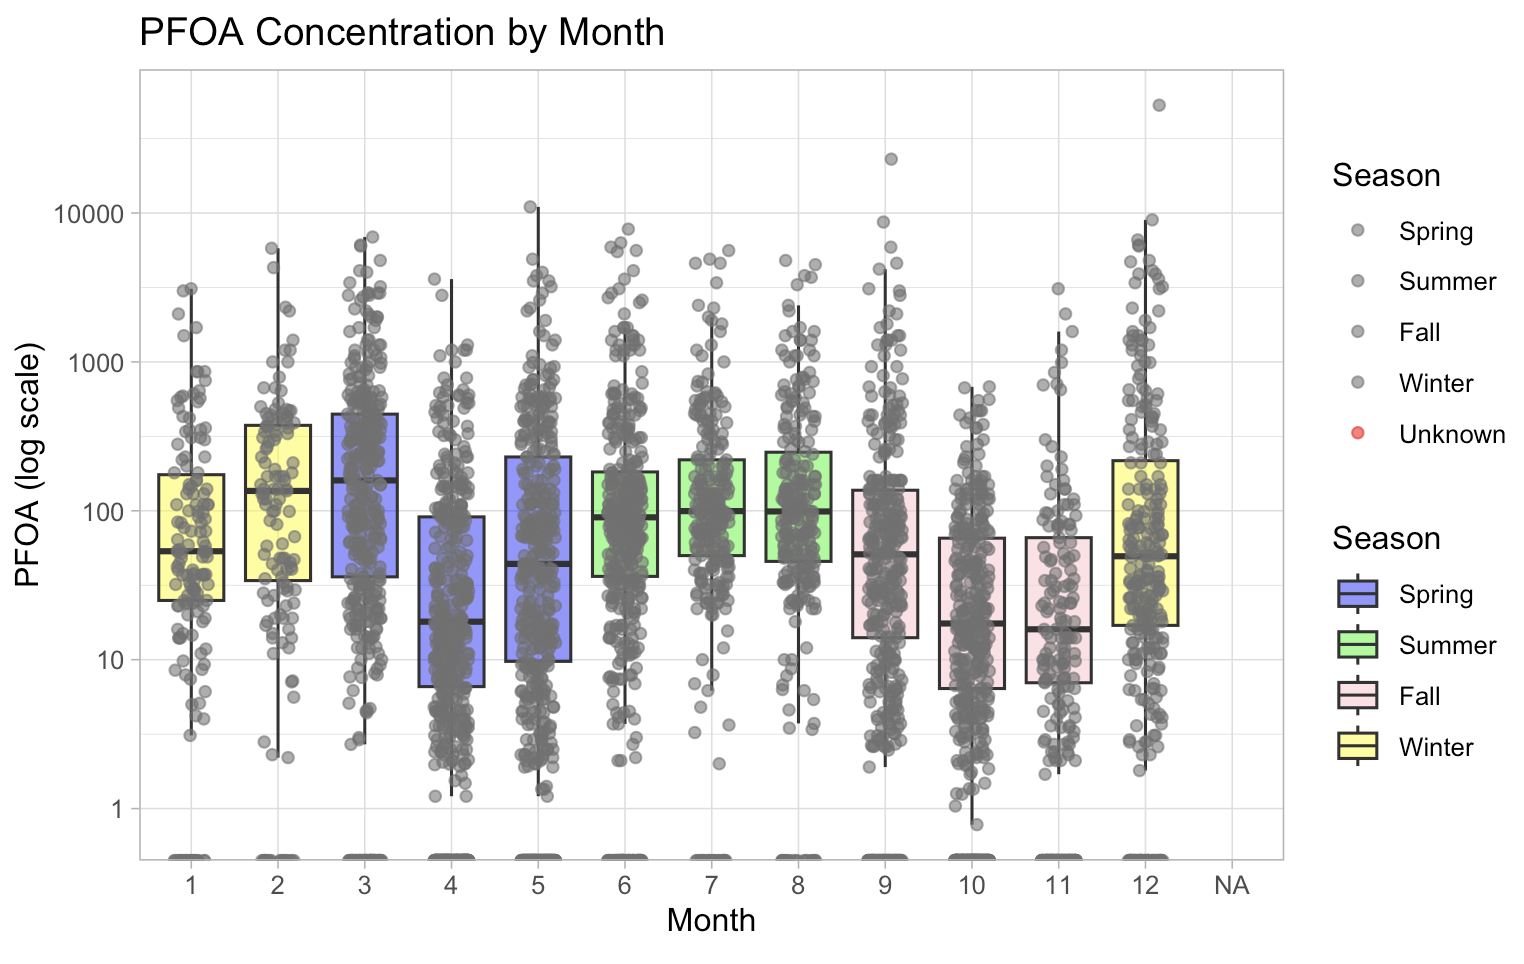 PFOA Concentration by Month
PFOA (log scale)
10000
1000
100
10
1
1 2 3 4 5 6 7 8 9 10 11 12 NA
Month
Season
Spring
Summer
Fall
Winter
Unknown
Season
Spring
Summer
Fall
Winter